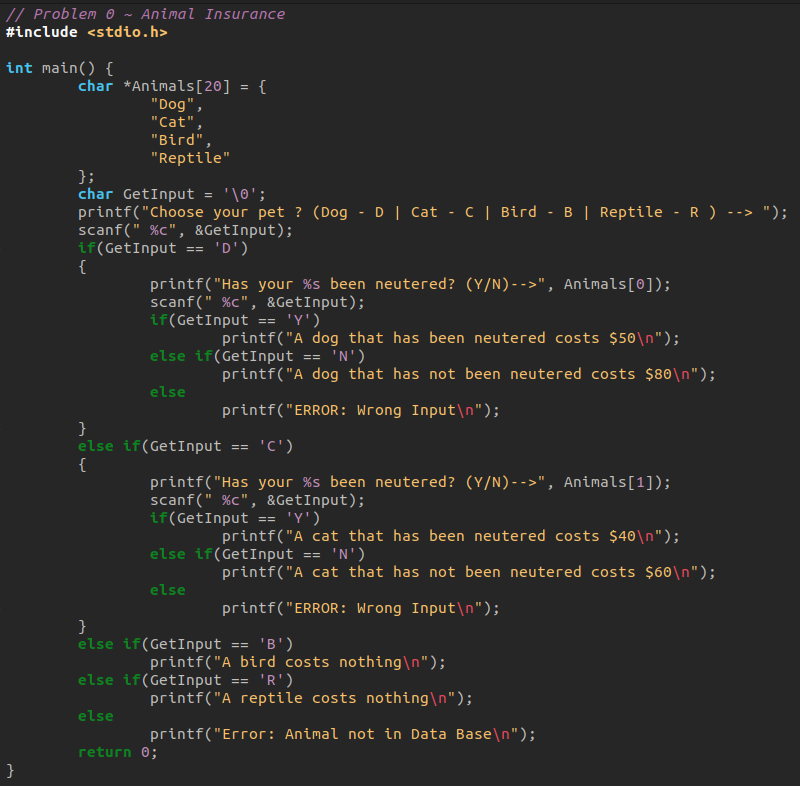 // Problem 0 ~ Animal Insurance
#include <stdio.h>

int main() {
        char *Animals[20] = {
                "Dog",
                "Cat",
                "Bird",
                "Reptile"
        };
        char GetInput = '\0';
        printf("Choose your pet ? (Dog - D | Cat - C | Bird - B | Reptile - R ) --> ");
        scanf(" %c", &GetInput);
        if(GetInput == 'D')
        {
                printf("Has your %s been neutered? (Y/N)-->", Animals[0]);
                scanf(" %c", &GetInput);
                if(GetInput == 'Y')
                        printf("A dog that has been neutered costs $50\n");
                else if(GetInput == 'N')
                        printf("A dog that has not been neutered costs $80\n");
                else
                        printf("ERROR: Wrong Input\n");
        }
        else if(GetInput == 'C')
        {
                printf("Has your %s been neutered? (Y/N)-->", Animals[1]);
                scanf(" %c", &GetInput);
                if(GetInput == 'Y')
                        printf("A cat that has been neutered costs $40\n");
                else if(GetInput == 'N')
                        printf("A cat that has not been neutered costs $60\n");
                else
                        printf("ERROR: Wrong Input\n");
        }
        else if(GetInput == 'B')
                printf("A bird costs nothing\n");
        else if(GetInput == 'R')
                printf("A reptile costs nothing\n");
        else
                printf("Error: Animal not in Data Base\n");
        return 0;
}